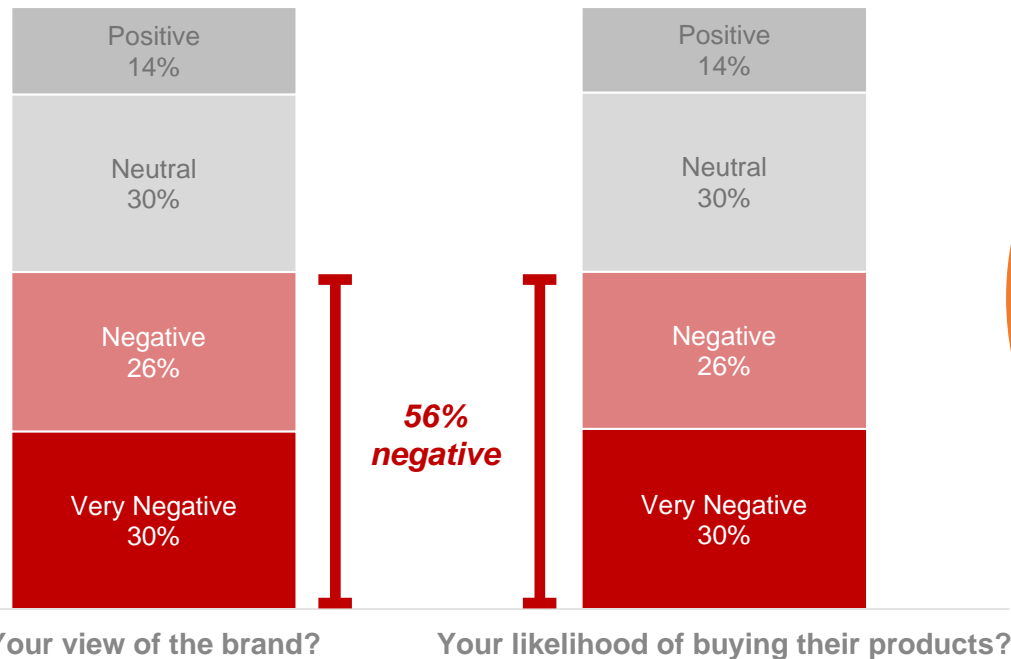 Positive
14%
Neutral
30%
Negative
26%
Very Negative
30%
56%
negative
Positive
14%
Neutral
30%
Negative
26%
Very Negative
30%
Your view of the brand?
Your likelihood of buying their products?